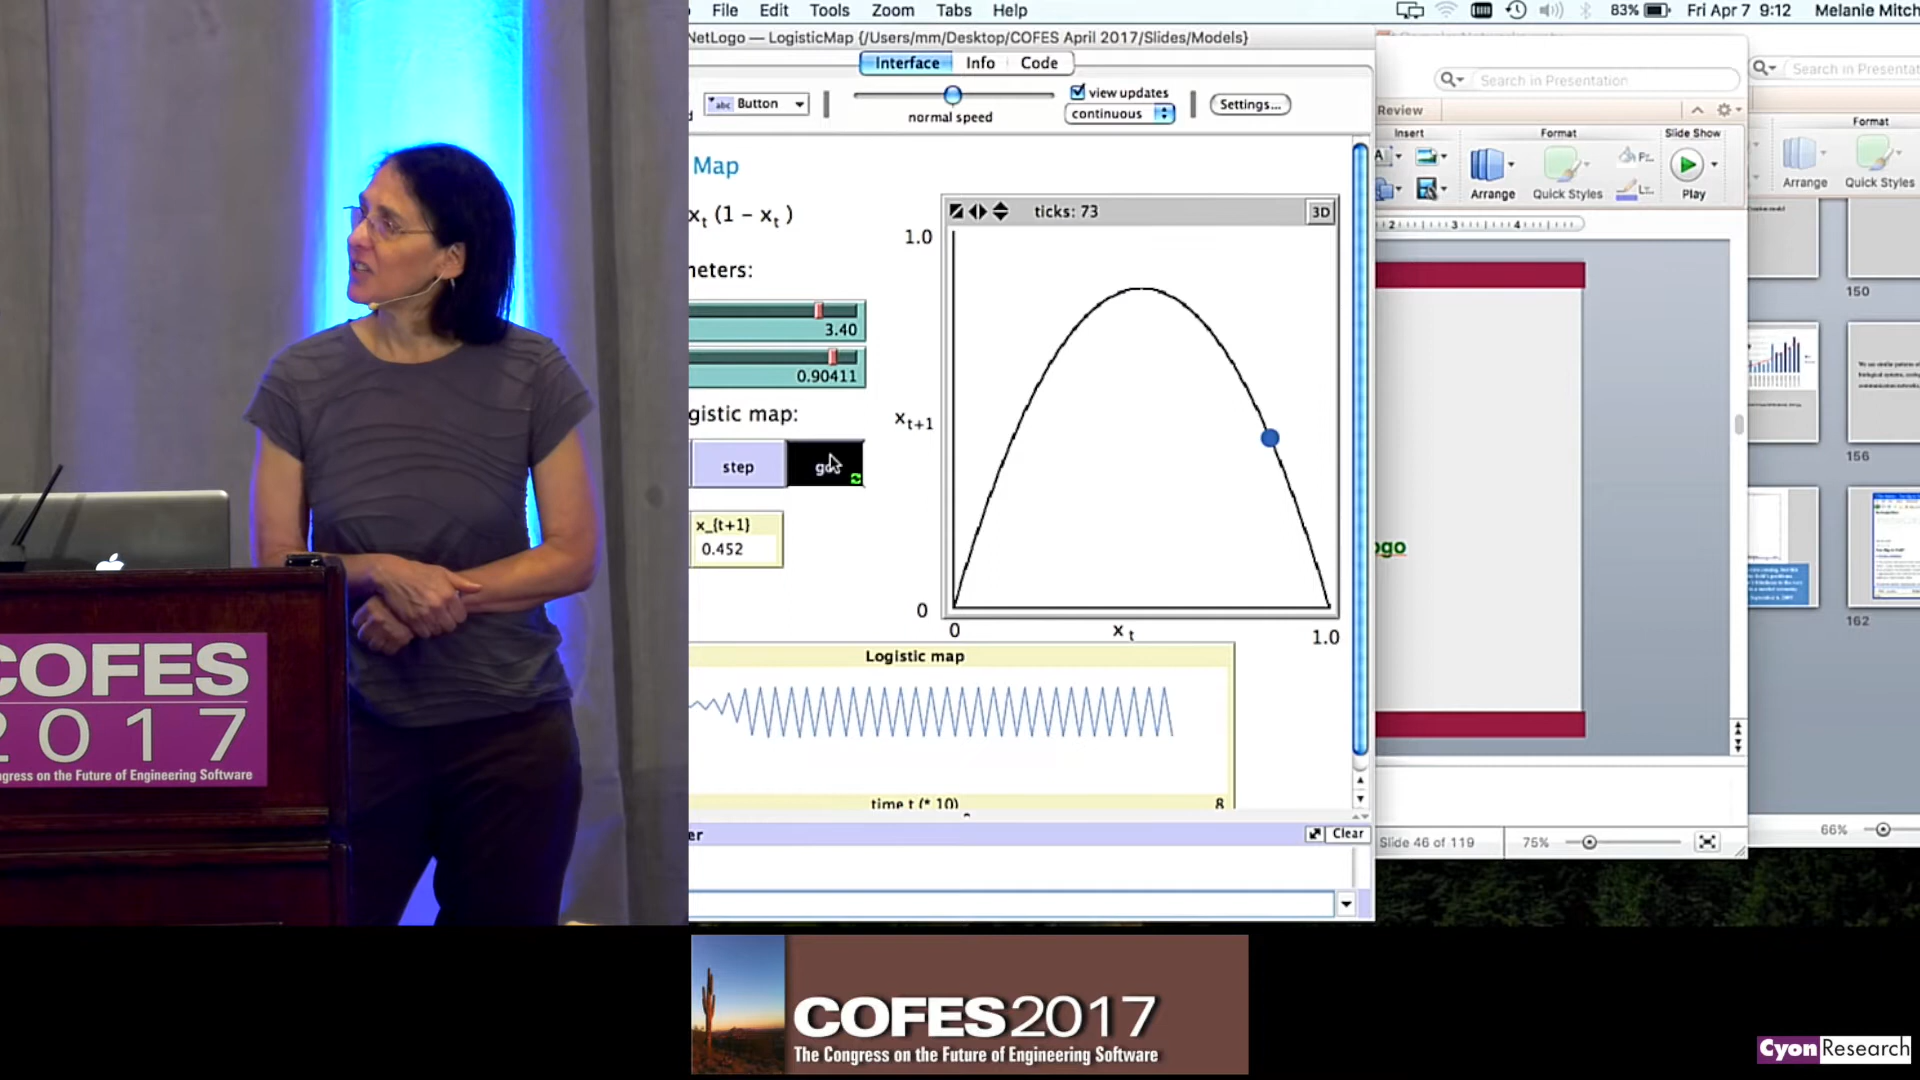 File Edit Tools Zoom Tabs Help
83% Fri Apr 7 9:12 Melanie Mitch
NetLogo — LogisticMap {/Users/mm/Desktop/COFES April 2017/Slides/Models}
Interface Info Code
abc Button
normal speed
view updates
continuous
Settings...
Map
xt (1 - xt )
neters:
3.40
0.90411
gistic map:
step
go
x_{t+1}
0.452
ticks: 73
3D
1.0
xt+1
0
0
x t
1.0
Logistic map
time t (* 10)
8
er
Clear
Search in Presentation
Review
Insert Format Slide Show
Arrange Quick Styles Play
2 3 4
ogo
Slide 46 of 119
75%
Search in Presentat
Format
Arrange Quick Styles
150
156
162
66%
COFES
2017
gress on the Future of Engineering Software
COFES2017
The Congress on the Future of Engineering Software
CyonResearch